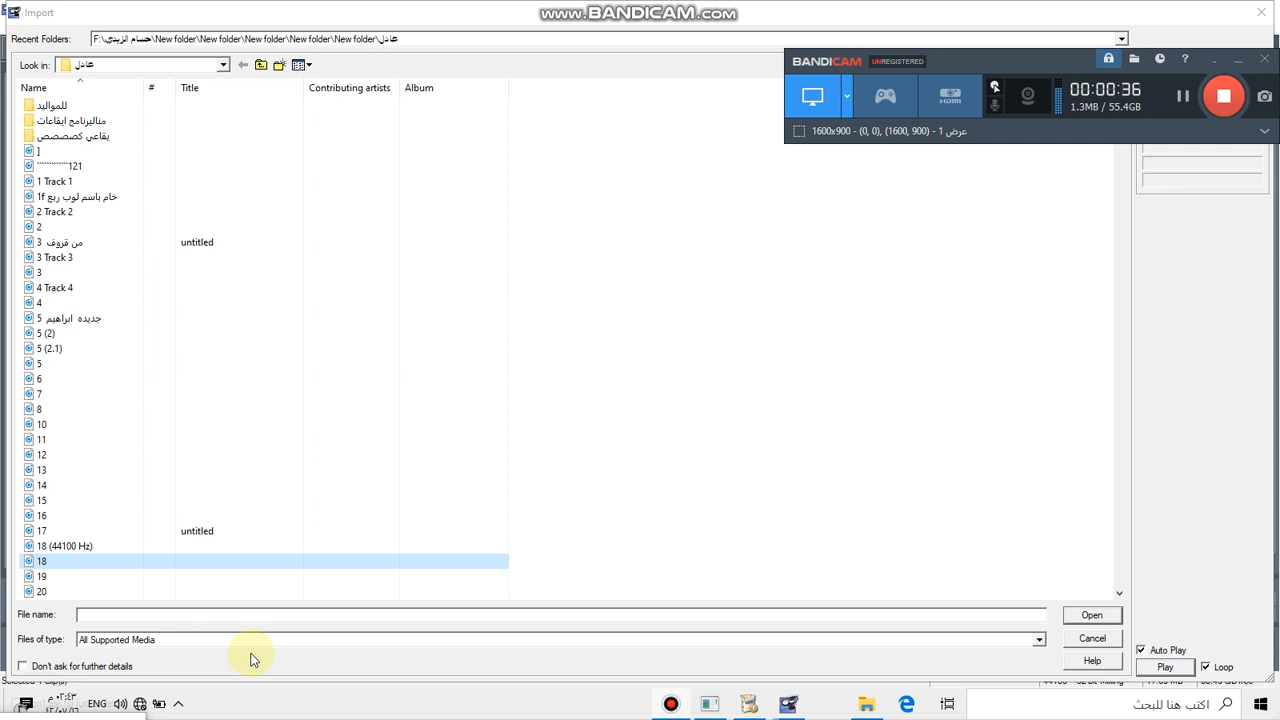 Import
www.BANDICAM.com
Recent Folders: F:\حسام الزيدي\New folder\New folder\New folder\New folder\New folder\عادل
Look in: عادل
BANDICAM UNREGISTERED
HDMI
00:00:36
1.3MB / 55.4GB
1600x900 - (0, 0), (1600, 900) - عرض 1
Name # Title Contributing artists Album
للمواليد
منالبرنامج ايقاعات
يقاعي كصصصص
]
121````````````
1 Track 1
1f خام باسم لوب ربع
2 Track 2
2
3 من قروف untitled
3 Track 3
3
4 Track 4
4
5 جديده ابراهيم
5 (2)
5 (2.1)
5
6
7
8
10
11
12
13
14
15
16
17 untitled
18 (44100 Hz)
18
19
20
File name: Open
Files of type: All Supported Media Cancel
Don't ask for further details Help
Auto Play
Play Loop
ENG
اكتب هنا للبحث